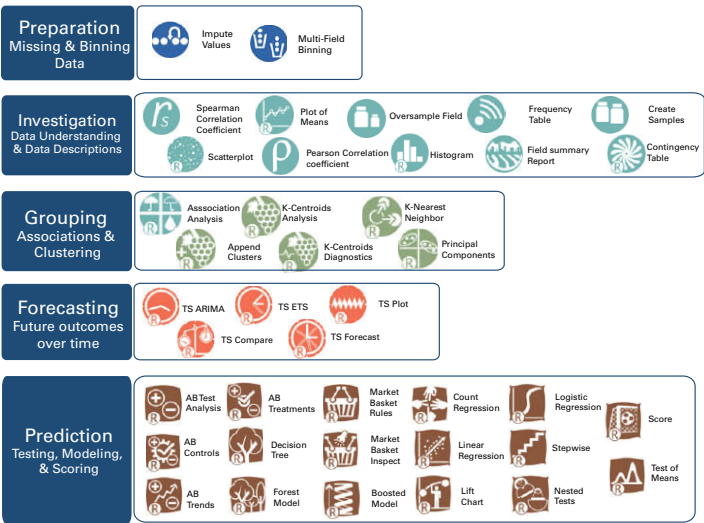 Preparation
Missing & Binning
Data
Impute
Values
Multi-Field
Binning
Investigation
Data Understanding
& Data Descriptions
rs
Spearman
Correlation
Coefficient
R
Plot of
Means
Oversample Field
Frequency
Table
Create
Samples
R
Scatterplot
ρ
Pearson Correlation
coefficient
R
Histogram
R
Field summary
Report
R
Contingency
Table
Grouping
Associations &
Clustering
R
Asssociation
Analysis
R
K-Centroids
Analysis
R
K-Nearest
Neighbor
R
Append
Clusters
R
K-Centroids
Diagnostics
R
Principal
Components
Forecasting
Future outcomes
over time
R
TS ARIMA
R
TS ETS
R
TS Plot
R
TS Compare
R
TS Forecast
Prediction
Testing, Modeling,
& Scoring
R
AB Test
Analysis
R
AB
Treatments
R
Market
Basket
Rules
R
Count
Regression
R
Logistic
Regression
R
Score
R
AB
Controls
R
Decision
Tree
R
Market
Basket
Inspect
R
Linear
Regression
R
Stepwise
R
Test of
Means
R
AB
Trends
R
Forest
Model
R
Boosted
Model
R
Lift
Chart
R
Nested
Tests